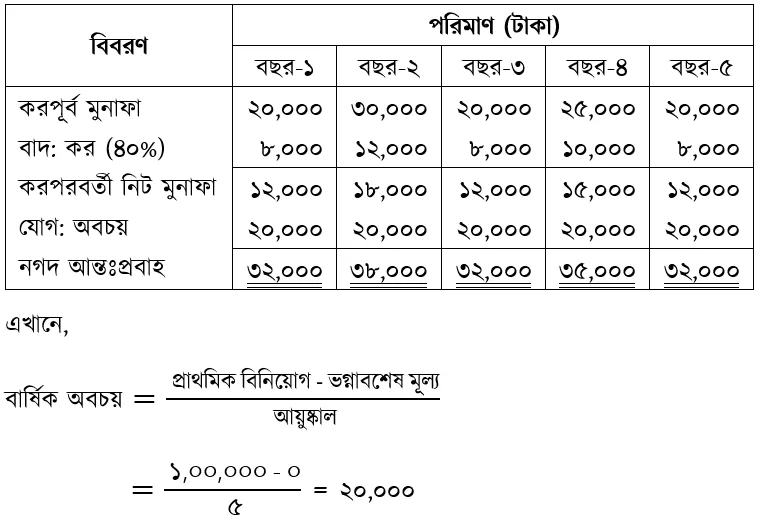 বিবরণ পরিমাণ (টাকা)
বছর-১ বছর-২ বছর-৩ বছর-৪ বছর-৫
করপূর্ব মুনাফা ২০,০০০ ৩০,০০০ ২০,০০০ ২৫,০০০ ২০,০০০
বাদ: কর (৪০%) ৮,০০০ ১২,০০০ ৮,০০০ ১০,০০০ ৮,০০০
করপরবর্তী নিট মুনাফা ১২,০০০ ১৮,০০০ ১২,০০০ ১৫,০০০ ১২,০০০
যোগ: অবচয় ২০,০০০ ২০,০০০ ২০,০০০ ২০,০০০ ২০,০০০
নগদ আন্তঃপ্রবাহ ৩২,০০০ ৩৮,০০০ ৩২,০০০ ৩৫,০০০ ৩২,০০০
এখানে,
বার্ষিক অবচয় = প্রাথমিক বিনিয়োগ - ভগ্নাবশেষ মূল্য
আয়ুষ্কাল
= ১,০০,০০০ - ০
৫ = ২০,০০০